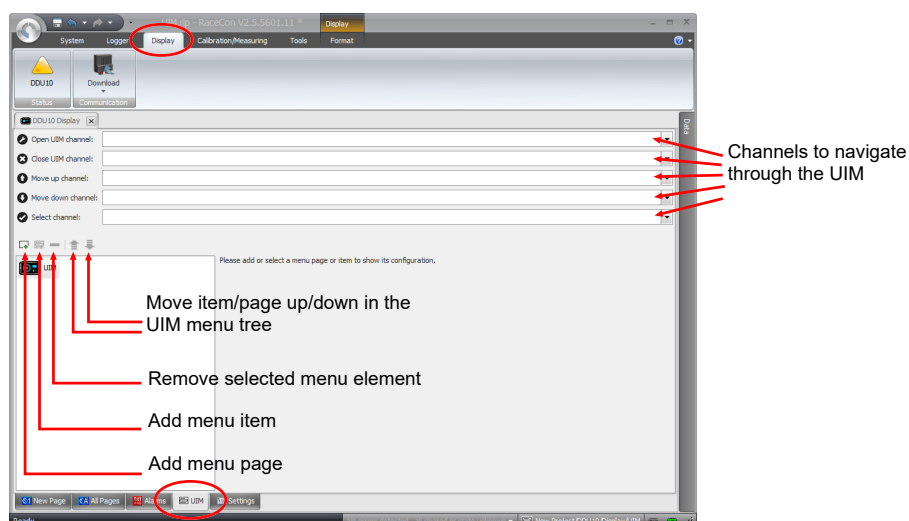 UIM.rlp - RaceCon V2.5.5601.11 * Display
System Logger Display Calibration/Measuring Tools Format
DDU10 Download
Status Communication
DDU10 Display
Data
Open UIM channel:
Close UIM channel:
Move up channel:
Move down channel:
Select channel:
Channels to navigate
through the UIM
UIM
Please add or select a menu page or item to show its configuration.
Move item/page up/down in the
UIM menu tree
Remove selected menu element
Add menu item
Add menu page
New Page All Pages Alarms UIM Settings